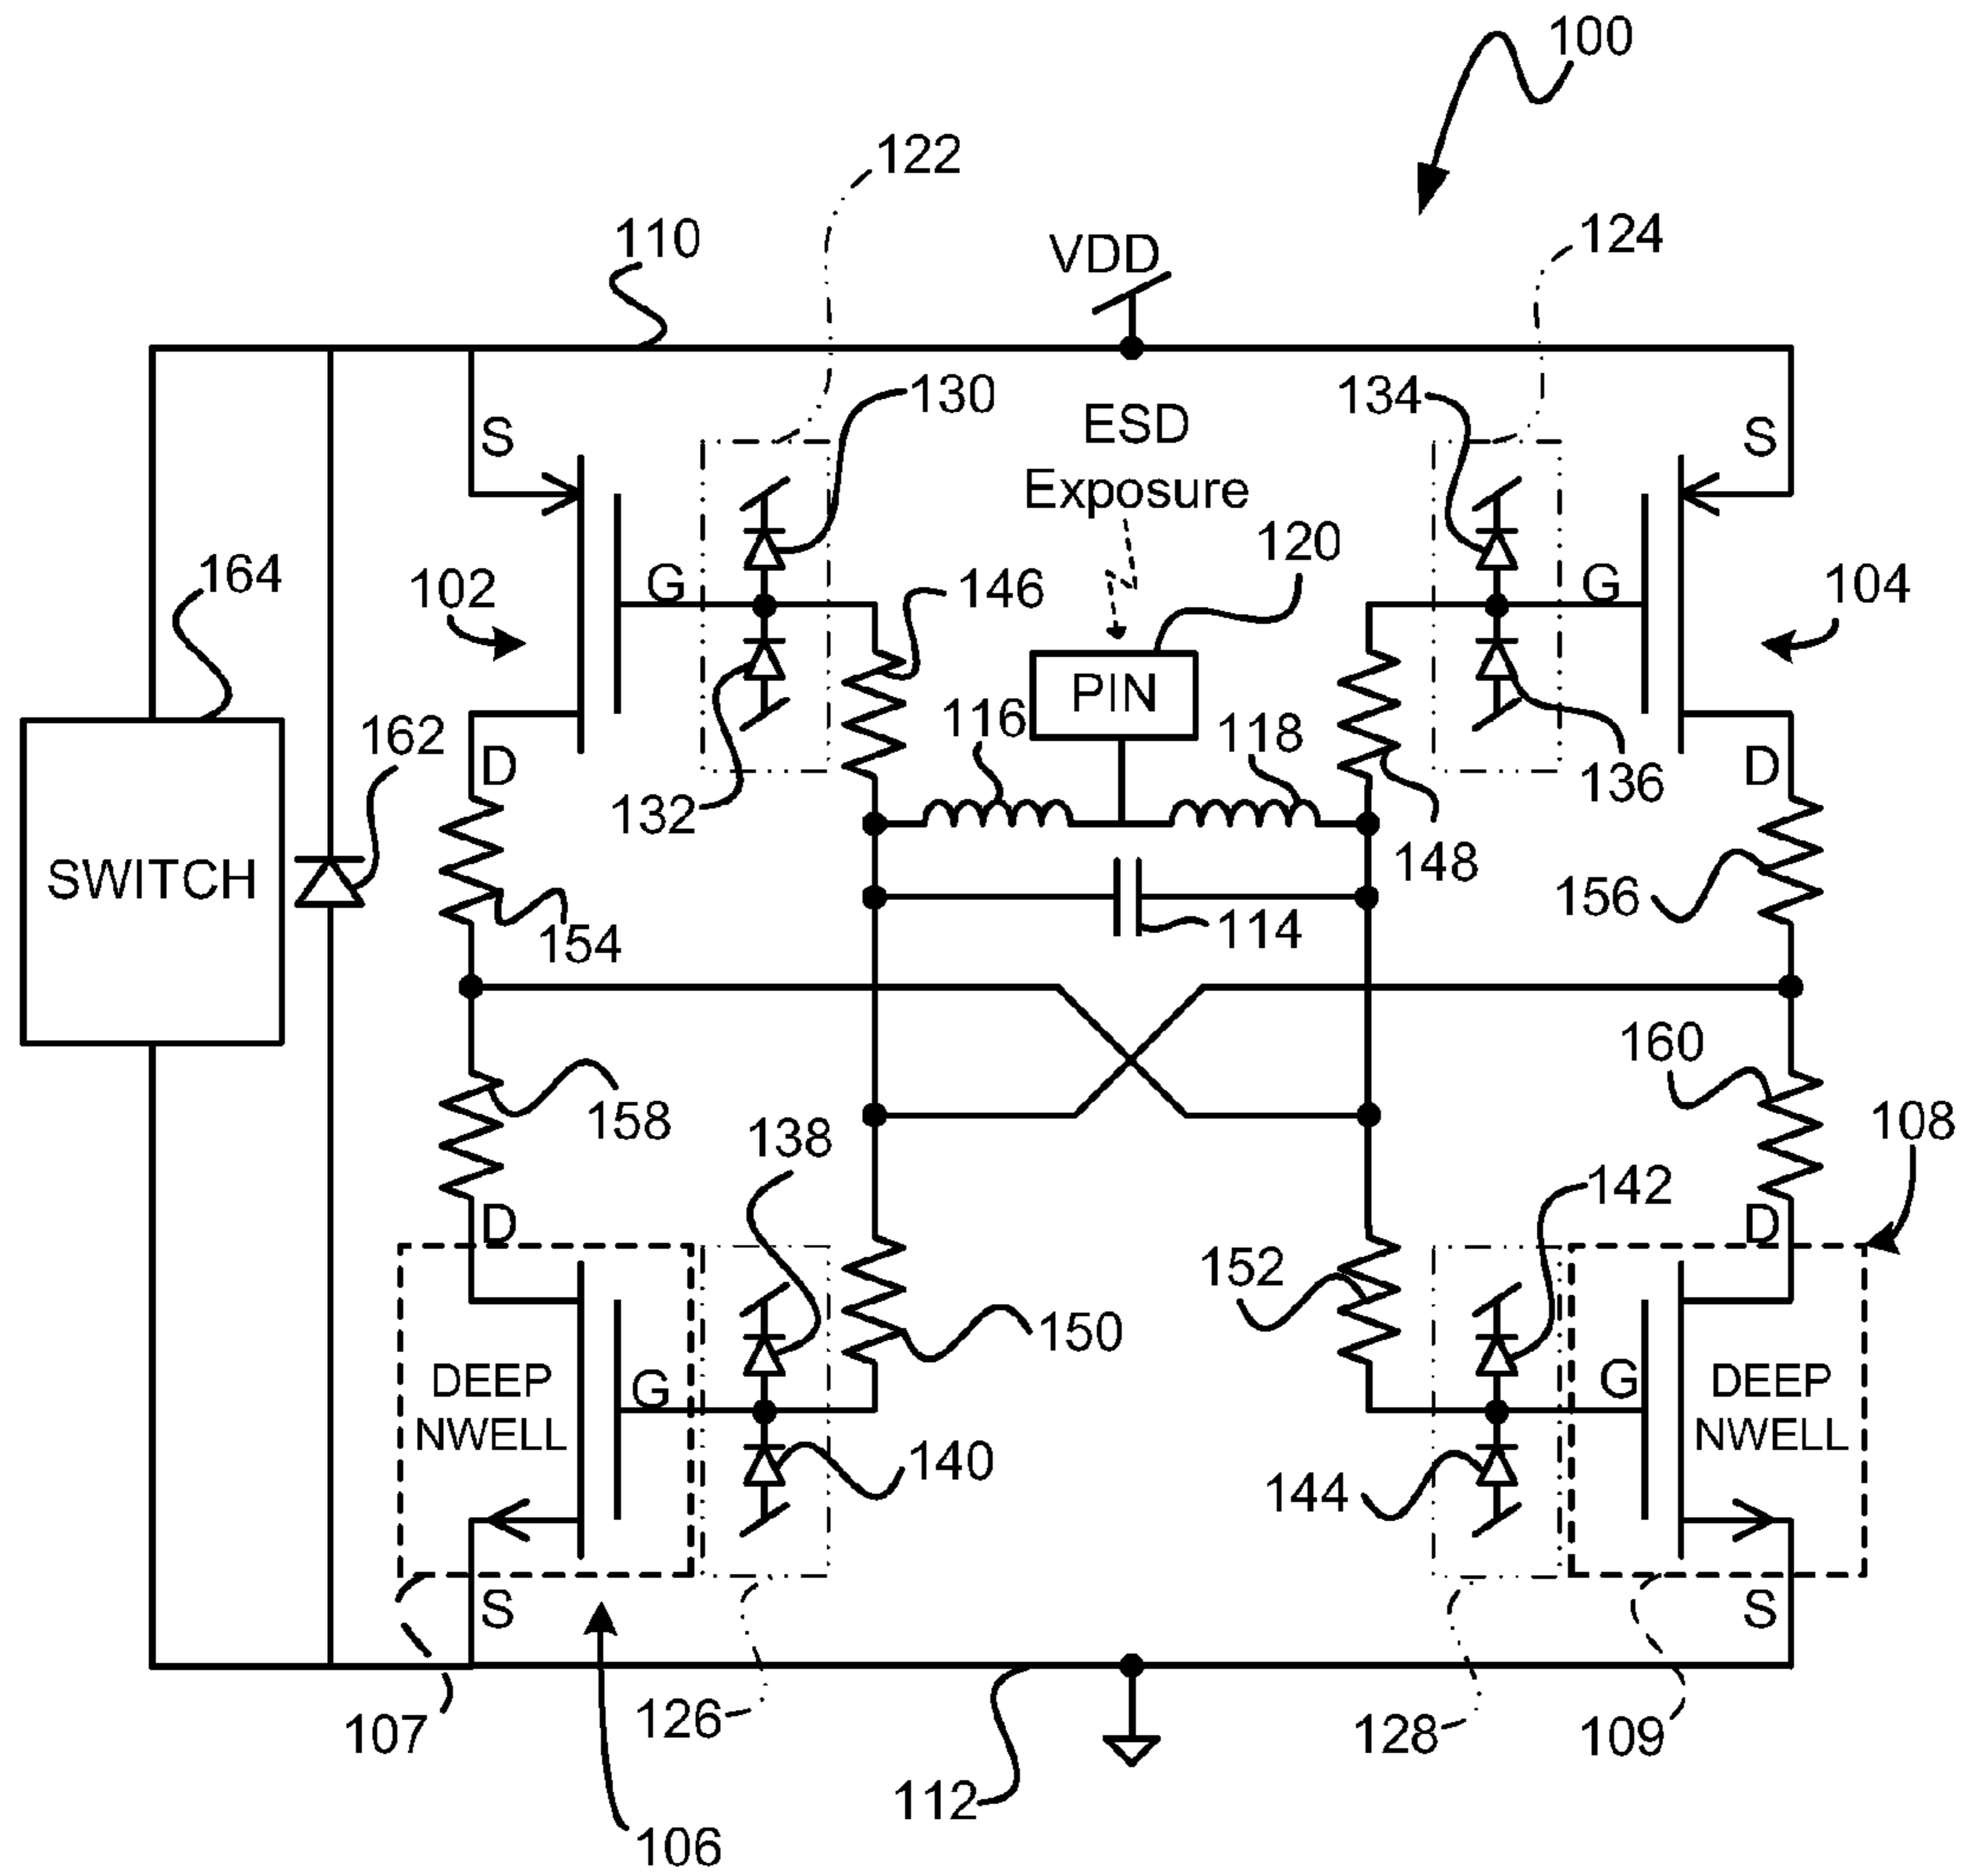 100
122
110
VDD
124
130
134
ESD
Exposure
S
S
120
164
102
G
146
G
104
PIN
116
118
162
D
132
136
D
148
SWITCH
156
154
114
160
158
138
108
142
D
D
152
150
DEEP
NWELL
G
G
DEEP
NWELL
140
144
S
S
107
126
128
109
112
106